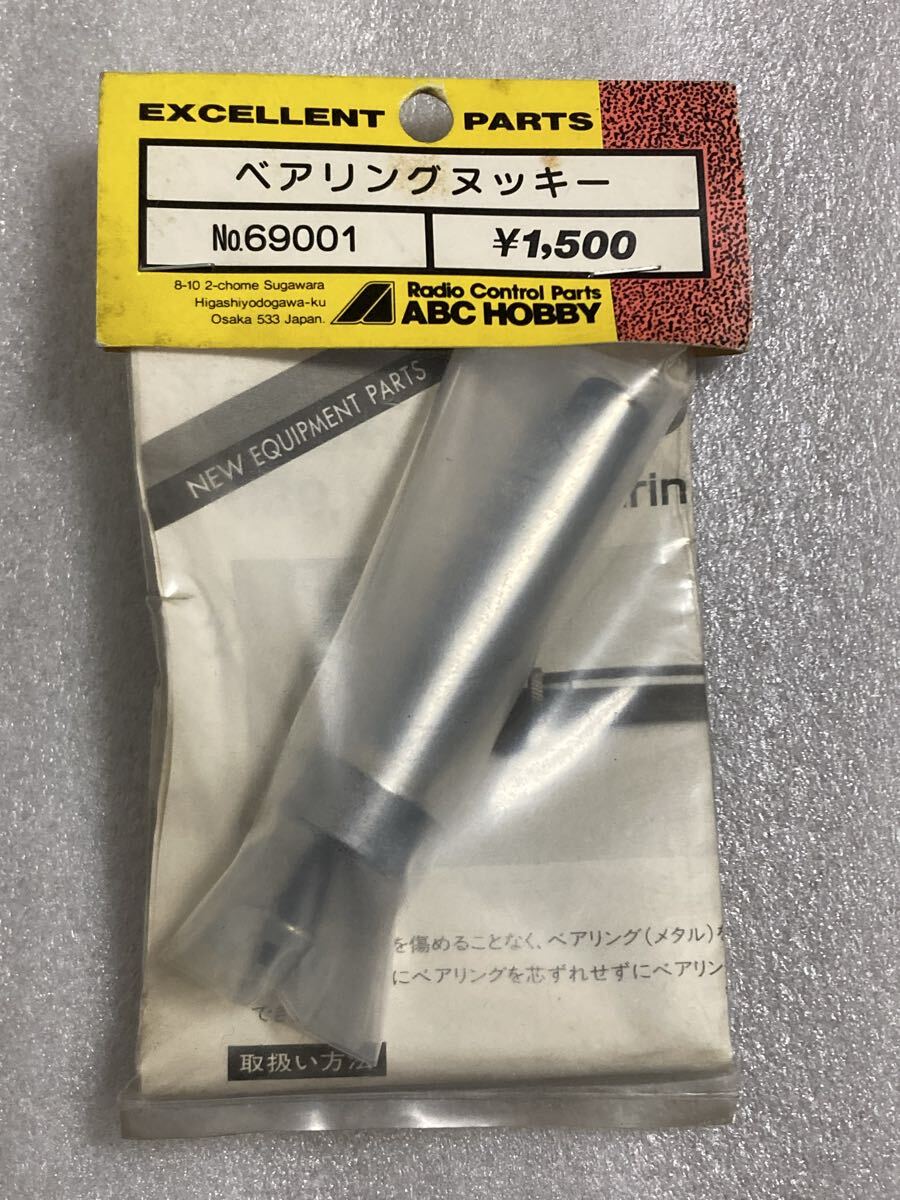 EXCELLENT PARTS
ベアリングヌッキー
No.69001
¥1,500
8-10 2-chome Sugawara
Higashiyodogawa-ku
Osaka 533 Japan.
Radio Control Parts
ABC HOBBY
NEW EQUIPMENT PARTS
rin
を傷めることなく、ベアリング(メタル)
にベアリングを芯ずれせずにベアリン
でき
取扱い方法